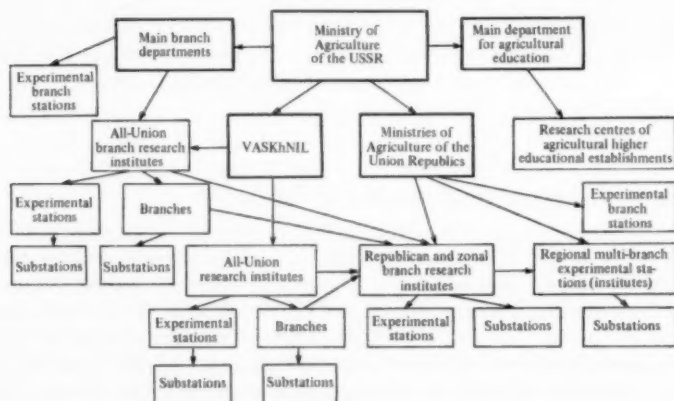 Main branch
departments
Ministry of
Agriculture
of the USSR
Main department
for agricultural
education
Experimental
branch
stations
All-Union
branch research
institutes
VASKhNIL
Ministries of
Agriculture of the
Union Republics
Research centres of
agricultural higher
educational establishments
Experimental
stations
Branches
Experimental
branch
stations
Substations
Substations
All-Union
research institutes
Republican and zonal
branch research
institutes
Regional multi-branch
experimental sta-
tions (institutes)
Experimental
stations
Branches
Experimental
stations
Substations
Substations
Substations
Substations